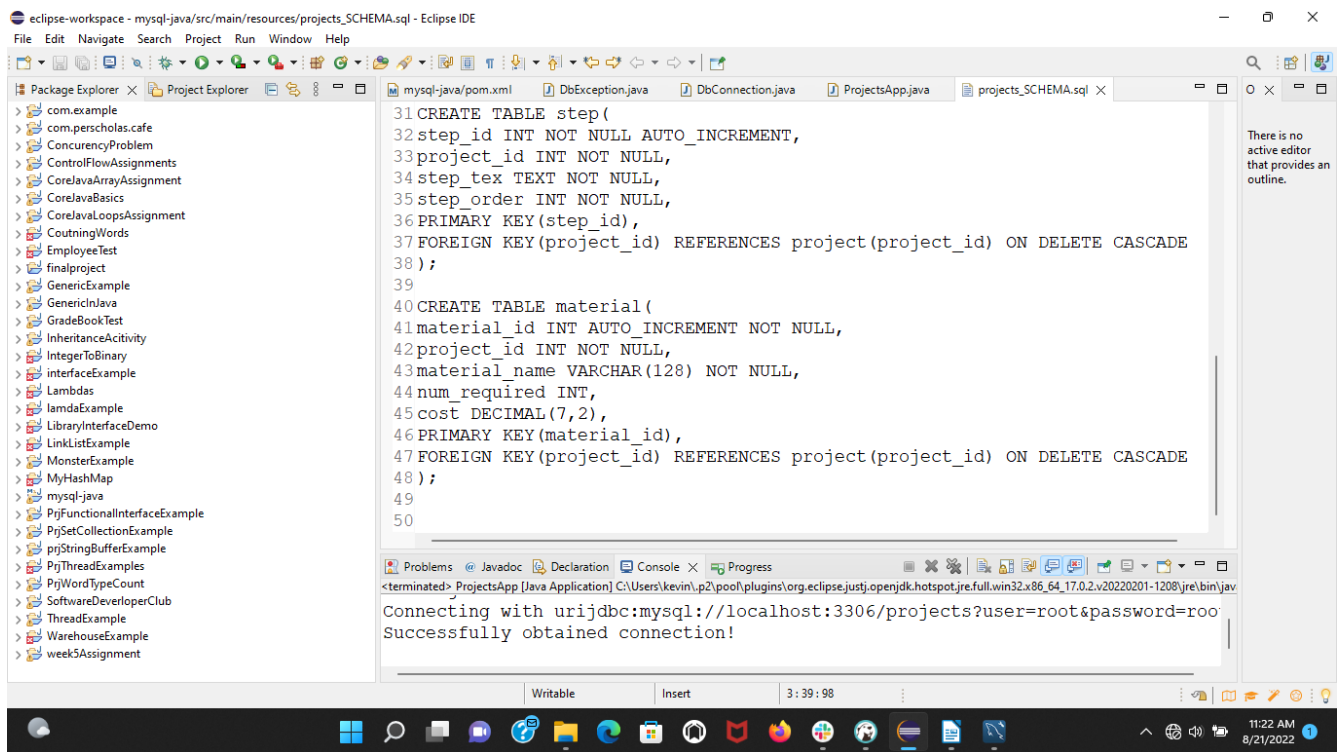 eclipse-workspace - mysql-java/src/main/resources/projects_SCHEMA.sql - Eclipse IDE
File Edit Navigate Search Project Run Window Help
Package Explorer Project Explorer
com.example
com.perscholas.cafe
ConcurencyProblem
ControlFlowAssignments
CoreJavaArrayAssignment
CoreJavaBasics
CoreJavaLoopsAssignment
CoutningWords
EmployeeTest
finalproject
GenericExample
GenericInJava
GradeBookTest
InheritanceAcitivity
IntegerToBinary
interfaceExample
Lambdas
lamdaExample
LibraryInterfaceDemo
LinkListExample
MonsterExample
MyHashMap
mysql-java
PrjFunctionalInterfaceExample
PrjSetCollectionExample
prjStringBufferExample
PrjThreadExamples
PrjWordTypeCount
SoftwareDeverloperClub
ThreadExample
WarehouseExample
week5Assignment
mysql-java/pom.xml DbException.java DbConnection.java ProjectsApp.java projects_SCHEMA.sql
31 CREATE TABLE step(
32 step_id INT NOT NULL AUTO_INCREMENT,
33 project_id INT NOT NULL,
34 step_tex TEXT NOT NULL,
35 step_order INT NOT NULL,
36 PRIMARY KEY(step_id),
37 FOREIGN KEY(project_id) REFERENCES project(project_id) ON DELETE CASCADE
38 );
39
40 CREATE TABLE material(
41 material_id INT AUTO_INCREMENT NOT NULL,
42 project_id INT NOT NULL,
43 material_name VARCHAR(128) NOT NULL,
44 num_required INT,
45 cost DECIMAL(7,2),
46 PRIMARY KEY(material_id),
47 FOREIGN KEY(project_id) REFERENCES project(project_id) ON DELETE CASCADE
48 );
49
50
O
There is no
active editor
that provides an
outline.
Problems @ Javadoc Declaration Console Progress
<terminated> ProjectsApp [Java Application] C:\Users\kevin\.p2\pool\plugins\org.eclipse.justj.openjdk.hotspot.jre.full.win32.x86_64_17.0.2.v20220201-1208\jre\bin\jav
Connecting with urijdbc:mysql://localhost:3306/projects?user=root&password=roo
Successfully obtained connection!
Writable Insert 3 : 39 : 98
11:22 AM
8/21/2022
1